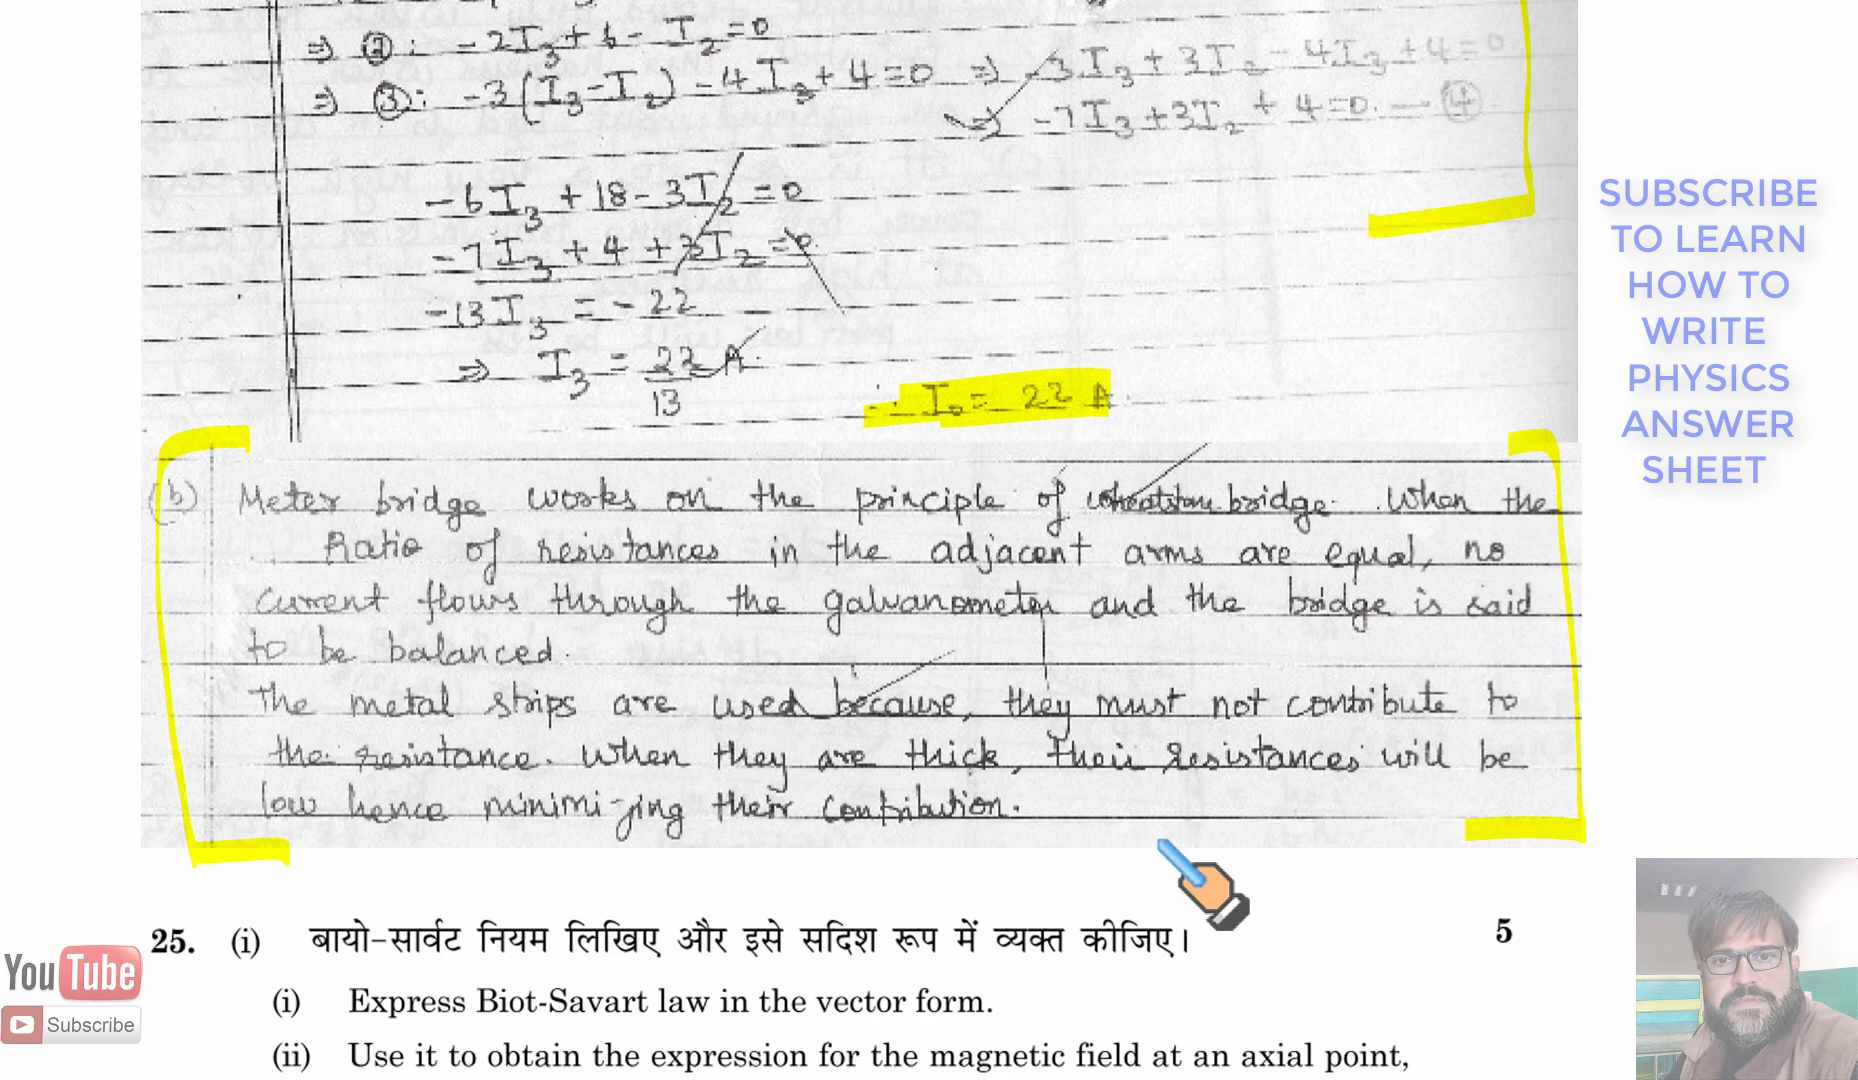 ⇒ ②: -2I₃ + 6 - I₂ = 0
⇒ ③: -3(I₃-I₂) - 4I₃ + 4 = 0 ⇒ -3I₃ + 3I₂ - 4I₃ + 4 = 0
⇒ -7I₃ + 3I₂ + 4 = 0 — ④
-6I₃ + 18 - 3I₂ = 0
-7I₃ + 4 + 3I₂ = 0
-13I₃ = -22
⇒ I₃ = 22/13 A
I₀ = 22 A
(b) Meter bridge works on the principle of wheatstone bridge. When the
Ratio of resistances in the adjacent arms are equal, no
current flows through the galvanometer and the bridge is said
to be balanced.
The metal strips are used because, they must not contribute to
the resistance. When they are thick, their resistances will be
low hence minimi-zing their contribution.
25. (i) बायो-सार्वट नियम लिखिए और इसे सदिश रूप में व्यक्त कीजिए। 5
(i) Express Biot-Savart law in the vector form.
(ii) Use it to obtain the expression for the magnetic field at an axial point,
SUBSCRIBE
TO LEARN
HOW TO
WRITE
PHYSICS
ANSWER
SHEET
YouTube
Subscribe